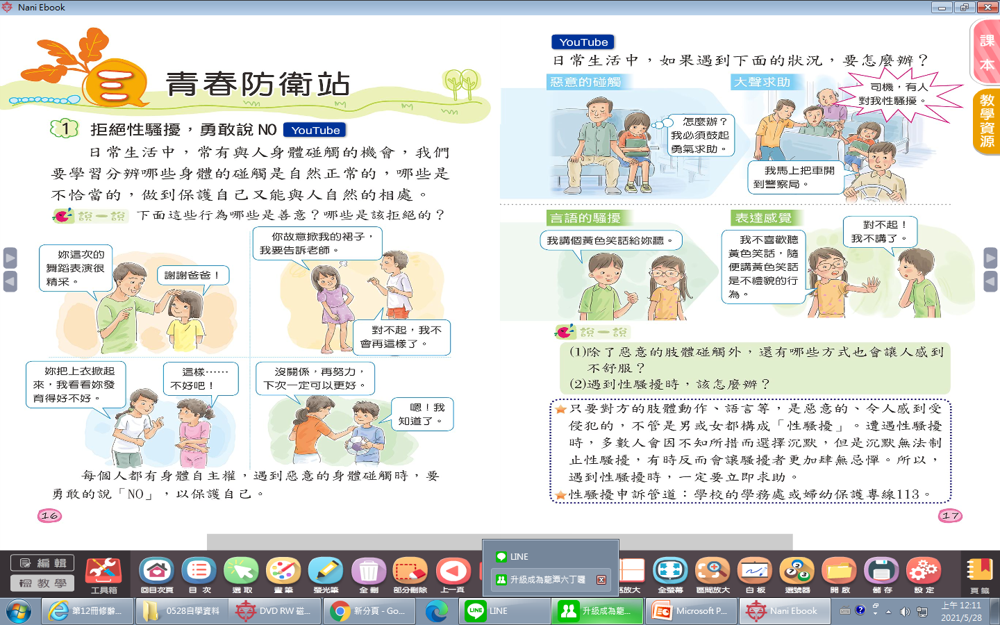 Nani Ebook
參 青春防衛站
1 拒絕性騷擾，勇敢說 NO YouTube
日常生活中，常有與人身體碰觸的機會，我們
要學習分辨哪些身體的碰觸是自然正常的，哪些是
不恰當的，做到保護自己又能與人自然的相處。
說一說 下面這些行為哪些是善意？哪些是該拒絕的？
妳這次的
舞蹈表演很
精采。
謝謝爸爸！
你故意掀我的裙子，
我要告訴老師。
對不起，我不
會再這樣了。
妳把上衣掀起
來，我看看妳發
育得好不好。
這樣……
不好吧！
沒關係，再努力，
下次一定可以更好。
嗯！我
知道了。
每個人都有身體自主權，遇到惡意的身體碰觸時，要
勇敢的說「NO」，以保護自己。
16
YouTube
日常生活中，如果遇到下面的狀況，要怎麼辦？
惡意的碰觸
怎麼辦？
我必須鼓起
勇氣求助。
大聲求助
司機，有人
對我性騷擾。
我馬上把車開
到警察局。
言語的騷擾
我講個黃色笑話給妳聽。
表達感覺
我不喜歡聽
黃色笑話，隨
便講黃色笑話
是不禮貌的行
為。
對不起！
我不講了。
說一說
(1)除了惡意的肢體碰觸外，還有哪些方式也會讓人感到
不舒服？
(2)遇到性騷擾時，該怎麼辦？
只要對方的肢體動作、語言等，是惡意的、令人感到受
侵犯的，不管是男或女都構成「性騷擾」。遭遇性騷擾
時，多數人會因不知所措而選擇沉默，但是沉默無法制
止性騷擾，有時反而會讓騷擾者更加肆無忌憚。所以，
遇到性騷擾時，一定要立即求助。
性騷擾申訴管道：學校的學務處或婦幼保護專線113。
17
課本
教學資源
編輯
教學
工具箱
回目次頁 目次 選取 畫筆 螢光筆 全刪 部分刪除 上一頁
LINE
升級成為龍潭六丁囉
放大 全螢幕 區間放大 白板 選號器 開啟 儲存 設定 頁籤
第12冊修辭... 0528自學資料 DVD RW 磁... 新分頁 - Go... LINE 升級成為龍... Microsoft P... Nani Ebook
上午 12:11
2021/5/28